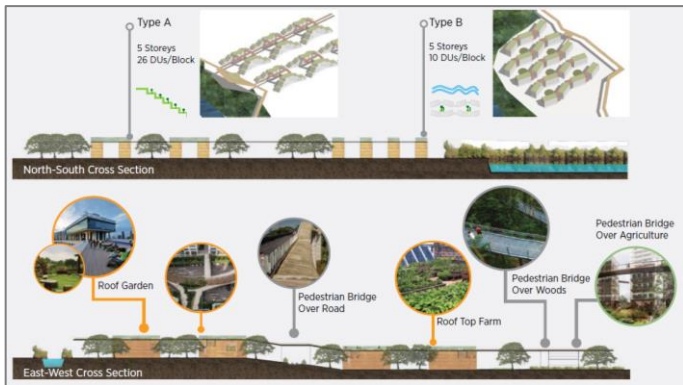 Type A
5 Storeys
26 DUs/Block
Type B
5 Storeys
10 DUs/Block
North-South Cross Section
Roof Garden
Pedestrian Bridge
Over Road
Roof Top Farm
Pedestrian Bridge
Over Woods
Pedestrian Bridge
Over Agriculture
East-West Cross Section